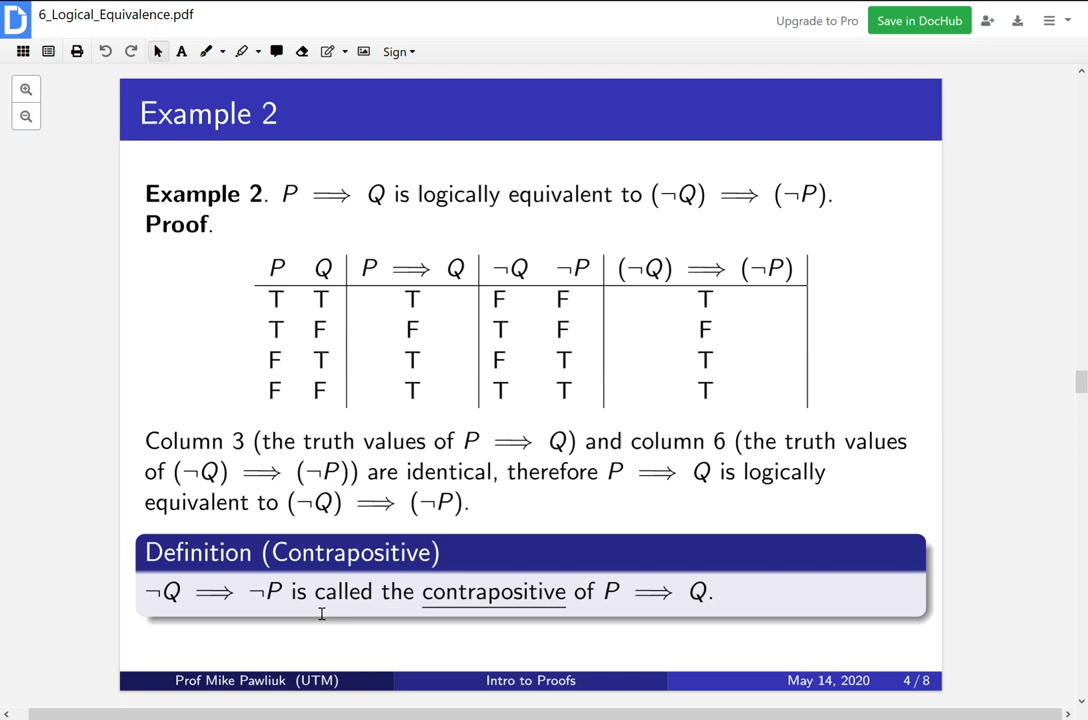 6_Logical_Equivalence.pdf
Upgrade to Pro Save in DocHub
A Sign
Example 2
Example 2. P ⟹ Q is logically equivalent to (¬Q) ⟹ (¬P).
Proof.
P Q P ⟹ Q ¬Q ¬P (¬Q) ⟹ (¬P)
T T T F F T
T F F T F F
F T T F T T
F F T T T T
Column 3 (the truth values of P ⟹ Q) and column 6 (the truth values
of (¬Q) ⟹ (¬P)) are identical, therefore P ⟹ Q is logically
equivalent to (¬Q) ⟹ (¬P).
Definition (Contrapositive)
¬Q ⟹ ¬P is called the contrapositive of P ⟹ Q.
Prof Mike Pawliuk (UTM) Intro to Proofs May 14, 2020 4 / 8